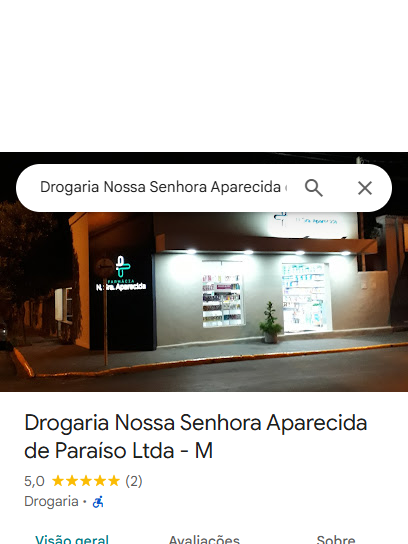 Drogaria Nossa Senhora Aparecida
FARMÁCIA
N. Sra. Aparecida
Aparecida
Drogaria Nossa Senhora Aparecida
de Paraíso Ltda - M
5,0 (2)
Drogaria ·
Visão geral Avaliações Sobre